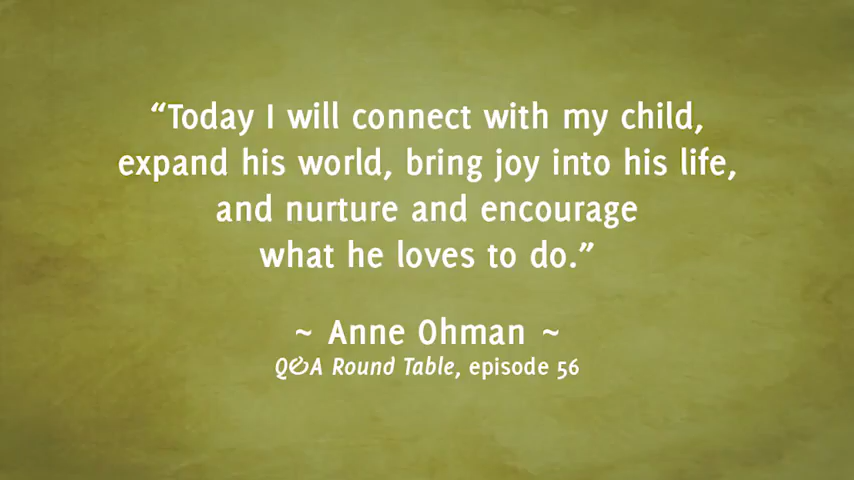 “Today I will connect with my child,
expand his world, bring joy into his life,
and nurture and encourage
what he loves to do.”
~ Anne Ohman ~
Q&A Round Table, episode 56